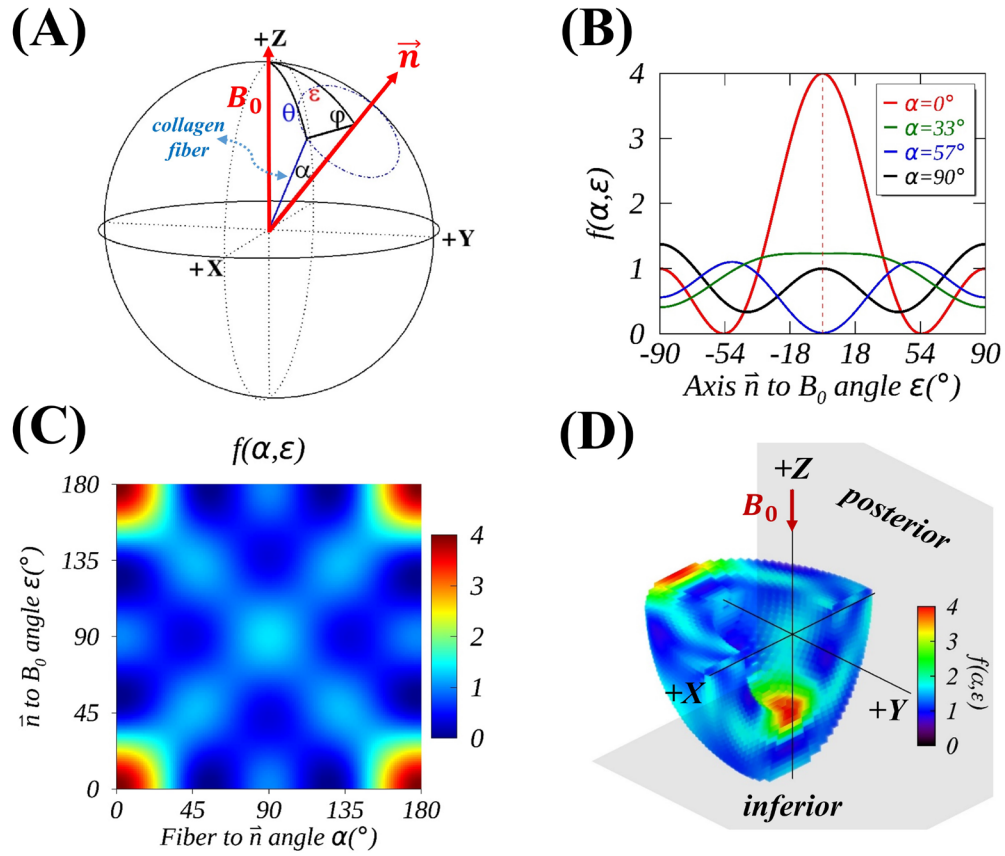 (A)
+Z
B₀
n⃗
ε
θ
φ
collagen
fiber
α
+Y
+X
(B)
f(α,ε)
4
3
2
1
0
α=0°
α=33°
α=57°
α=90°
-90 -54 -18 18 54 90
Axis n⃗ to B₀ angle ε(°)
(C)
f(α,ε)
n⃗ to B₀ angle ε(°)
180
135
90
45
0
0 45 90 135 180
Fiber to n⃗ angle α(°)
4
3
2
1
0
(D)
+Z
B₀
posterior
+X
+Y
inferior
4
3
2
1
0
f(α,ε)